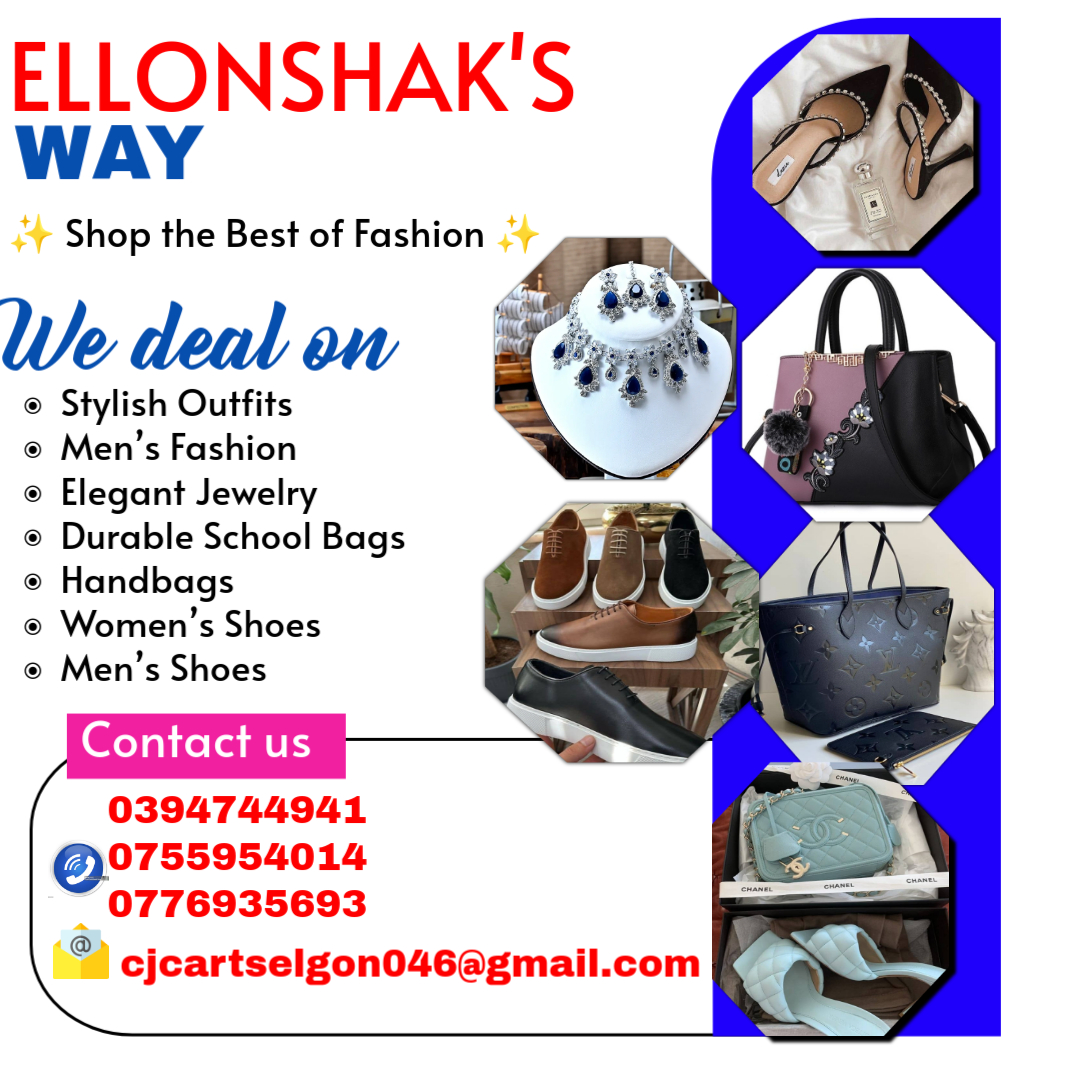 ELLONSHAK'S
WAY
✨ Shop the Best of Fashion ✨
We deal on
Stylish Outfits
Men’s Fashion
Elegant Jewelry
Durable School Bags
Handbags
Women’s Shoes
Men’s Shoes
Contact us
0394744941
0755954014
0776935693
cjcartselgon046@gmail.com
CHANEL
CHANEL CHANEL CHANEL